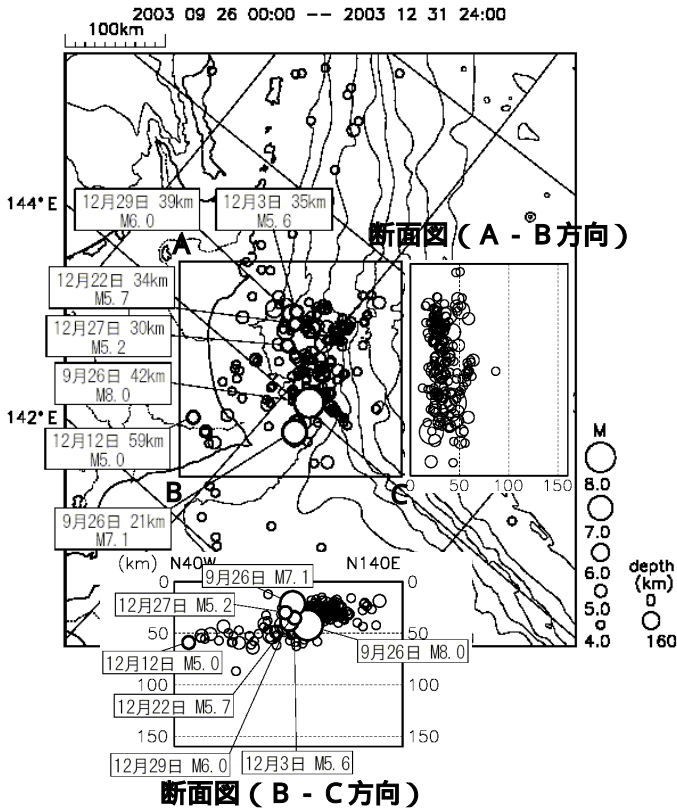 2003 09 26 00:00 -- 2003 12 31 24:00
100km
144°E
12月29日 39km
M6.0
12月3日 35km
M5.6
断面図（A - B方向）
A
12月22日 34km
M5.7
12月27日 30km
M5.2
9月26日 42km
M8.0
142°E
12月12日 59km
M5.0
B
C
0 50 100 150
9月26日 21km
M7.1
M
8.0
7.0
6.0
5.0
4.0
depth
(km)
0
160
(km) N40W N140E
0 0
9月26日 M7.1
12月27日 M5.2
50 50
9月26日 M8.0
12月12日 M5.0
100 100
12月22日 M5.7
150 150
12月29日 M6.0
12月3日 M5.6
断面図（B - C方向）